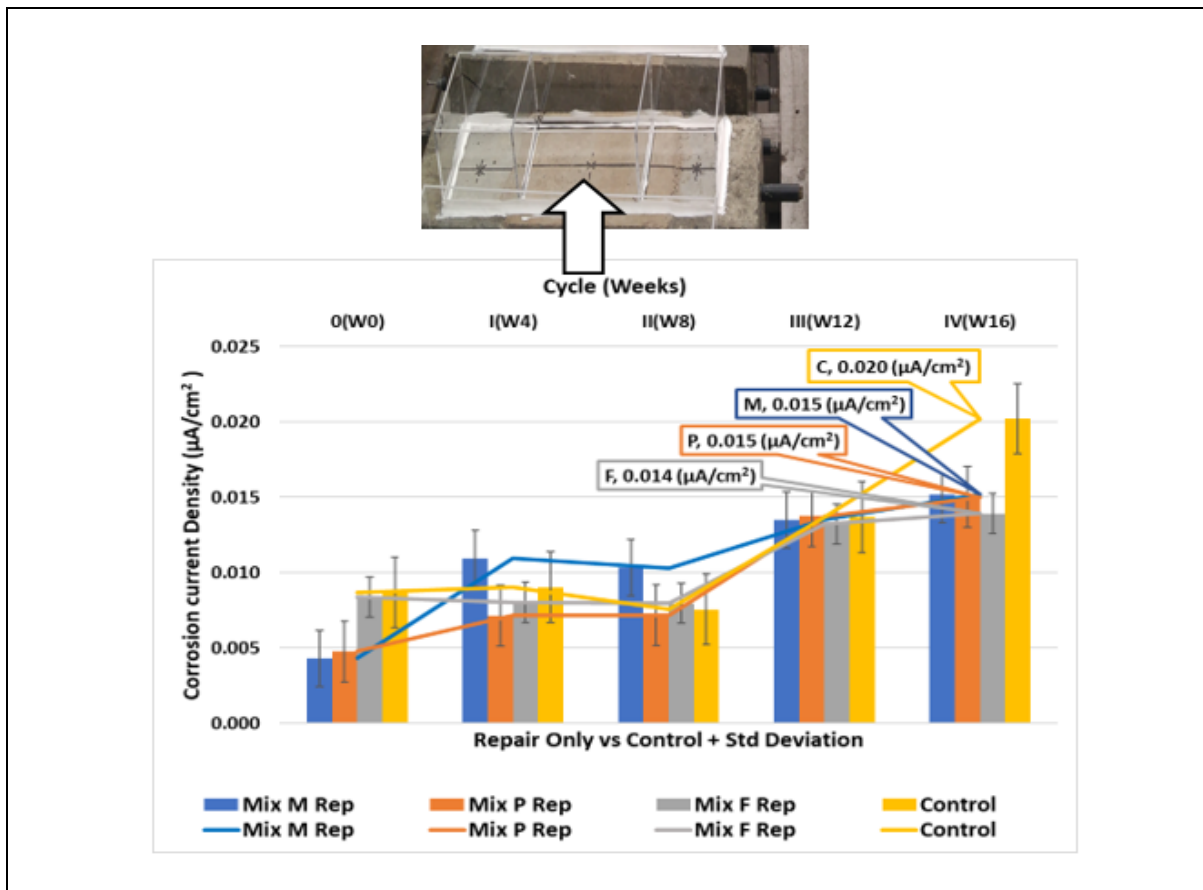 Cycle (Weeks)
0(W0) I(W4) II(W8) III(W12) IV(W16)
0.025
C, 0.020 (µA/cm²)
M, 0.015 (µA/cm²)
0.020
P, 0.015 (µA/cm²)
F, 0.014 (µA/cm²)
0.015
0.010
0.005
0.000
Corrosion current Density (µA/cm² )
Repair Only vs Control + Std Deviation
Mix M Rep Mix P Rep Mix F Rep Control
Mix M Rep Mix P Rep Mix F Rep Control